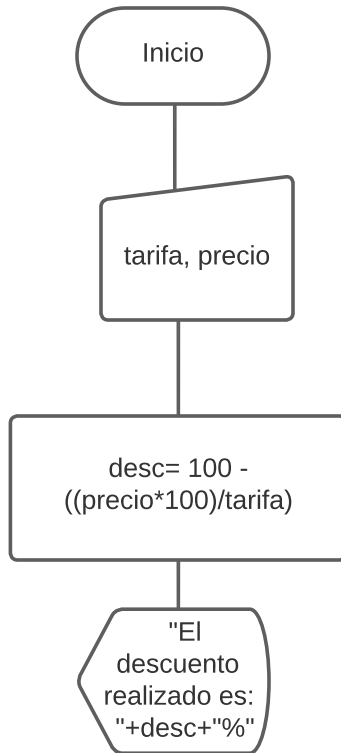 Inicio
tarifa, precio
desc= 100 -
((precio*100)/tarifa)
"El
descuento
realizado es:
"+desc+"%"